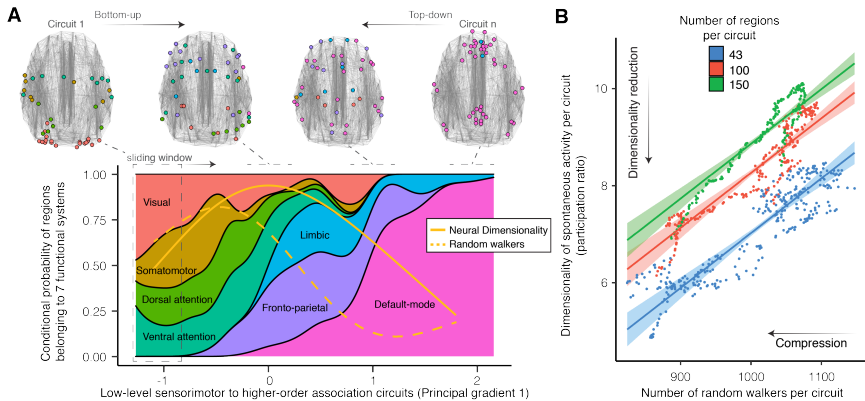 A
Bottom-up
Top-down
Circuit 1
Circuit n
sliding window
Conditional probability of regions
belonging to 7 functional systems
1.00
0.75
0.50
0.25
0.00
Visual
Somatomotor
Dorsal attention
Ventral attention
Limbic
Fronto-parietal
Default-mode
Neural Dimensionality
Random walkers
-1
0
1
2
Low-level sensorimotor to higher-order association circuits (Principal gradient 1)
B
Number of regions
per circuit
43
100
150
Dimensionality of spontaneous activity per circuit
(participation ratio)
Dimensionality reduction
10
8
6
Compression
900
1000
1100
Number of random walkers per circuit